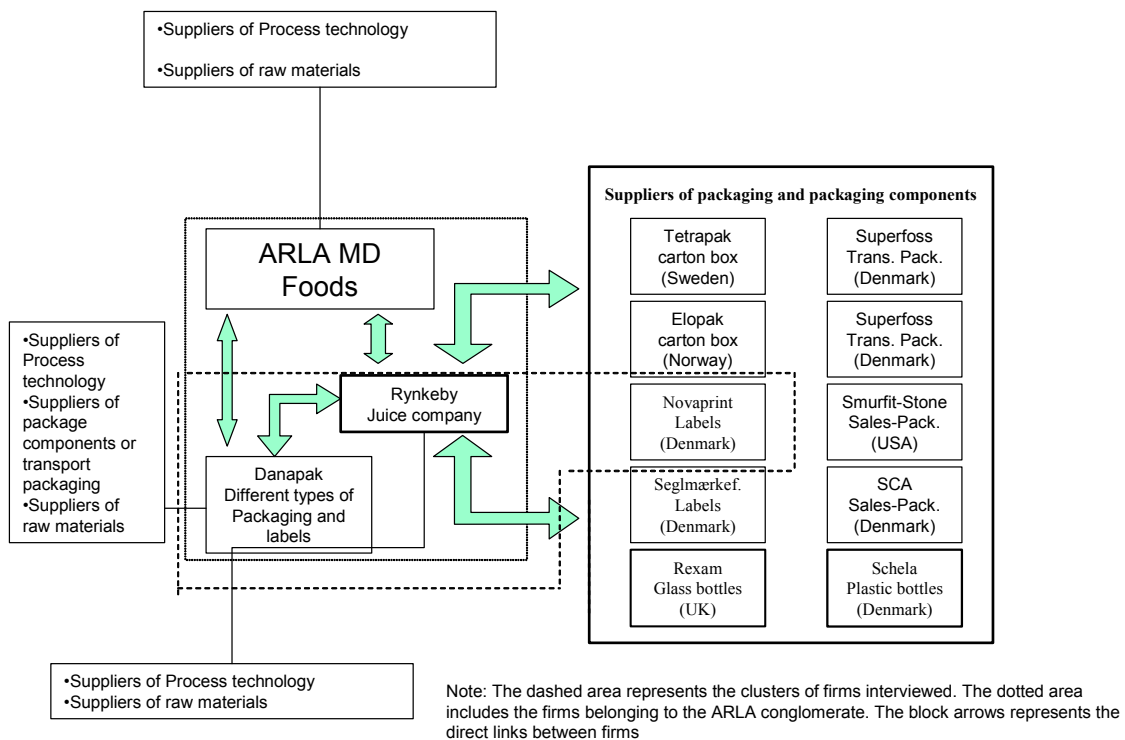 •Suppliers of Process technology
•Suppliers of raw materials
Suppliers of packaging and packaging components
Tetrapak
carton box
(Sweden)
Superfoss
Trans. Pack.
(Denmark)
ARLA MD
Foods
Elopak
carton box
(Norway)
Superfoss
Trans. Pack.
(Denmark)
•Suppliers of
Process
technology
•Suppliers of
package
components or
transport
packaging
•Suppliers of
raw materials
Rynkeby
Juice company
Novaprint
Labels
(Denmark)
Smurfit-Stone
Sales-Pack.
(USA)
Danapak
Different types of
Packaging and
labels
Seglmærkef.
Labels
(Denmark)
SCA
Sales-Pack.
(Denmark)
Rexam
Glass bottles
(UK)
Schela
Plastic bottles
(Denmark)
•Suppliers of Process technology
•Suppliers of raw materials
Note: The dashed area represents the clusters of firms interviewed. The dotted area
includes the firms belonging to the ARLA conglomerate. The block arrows represents the
direct links between firms